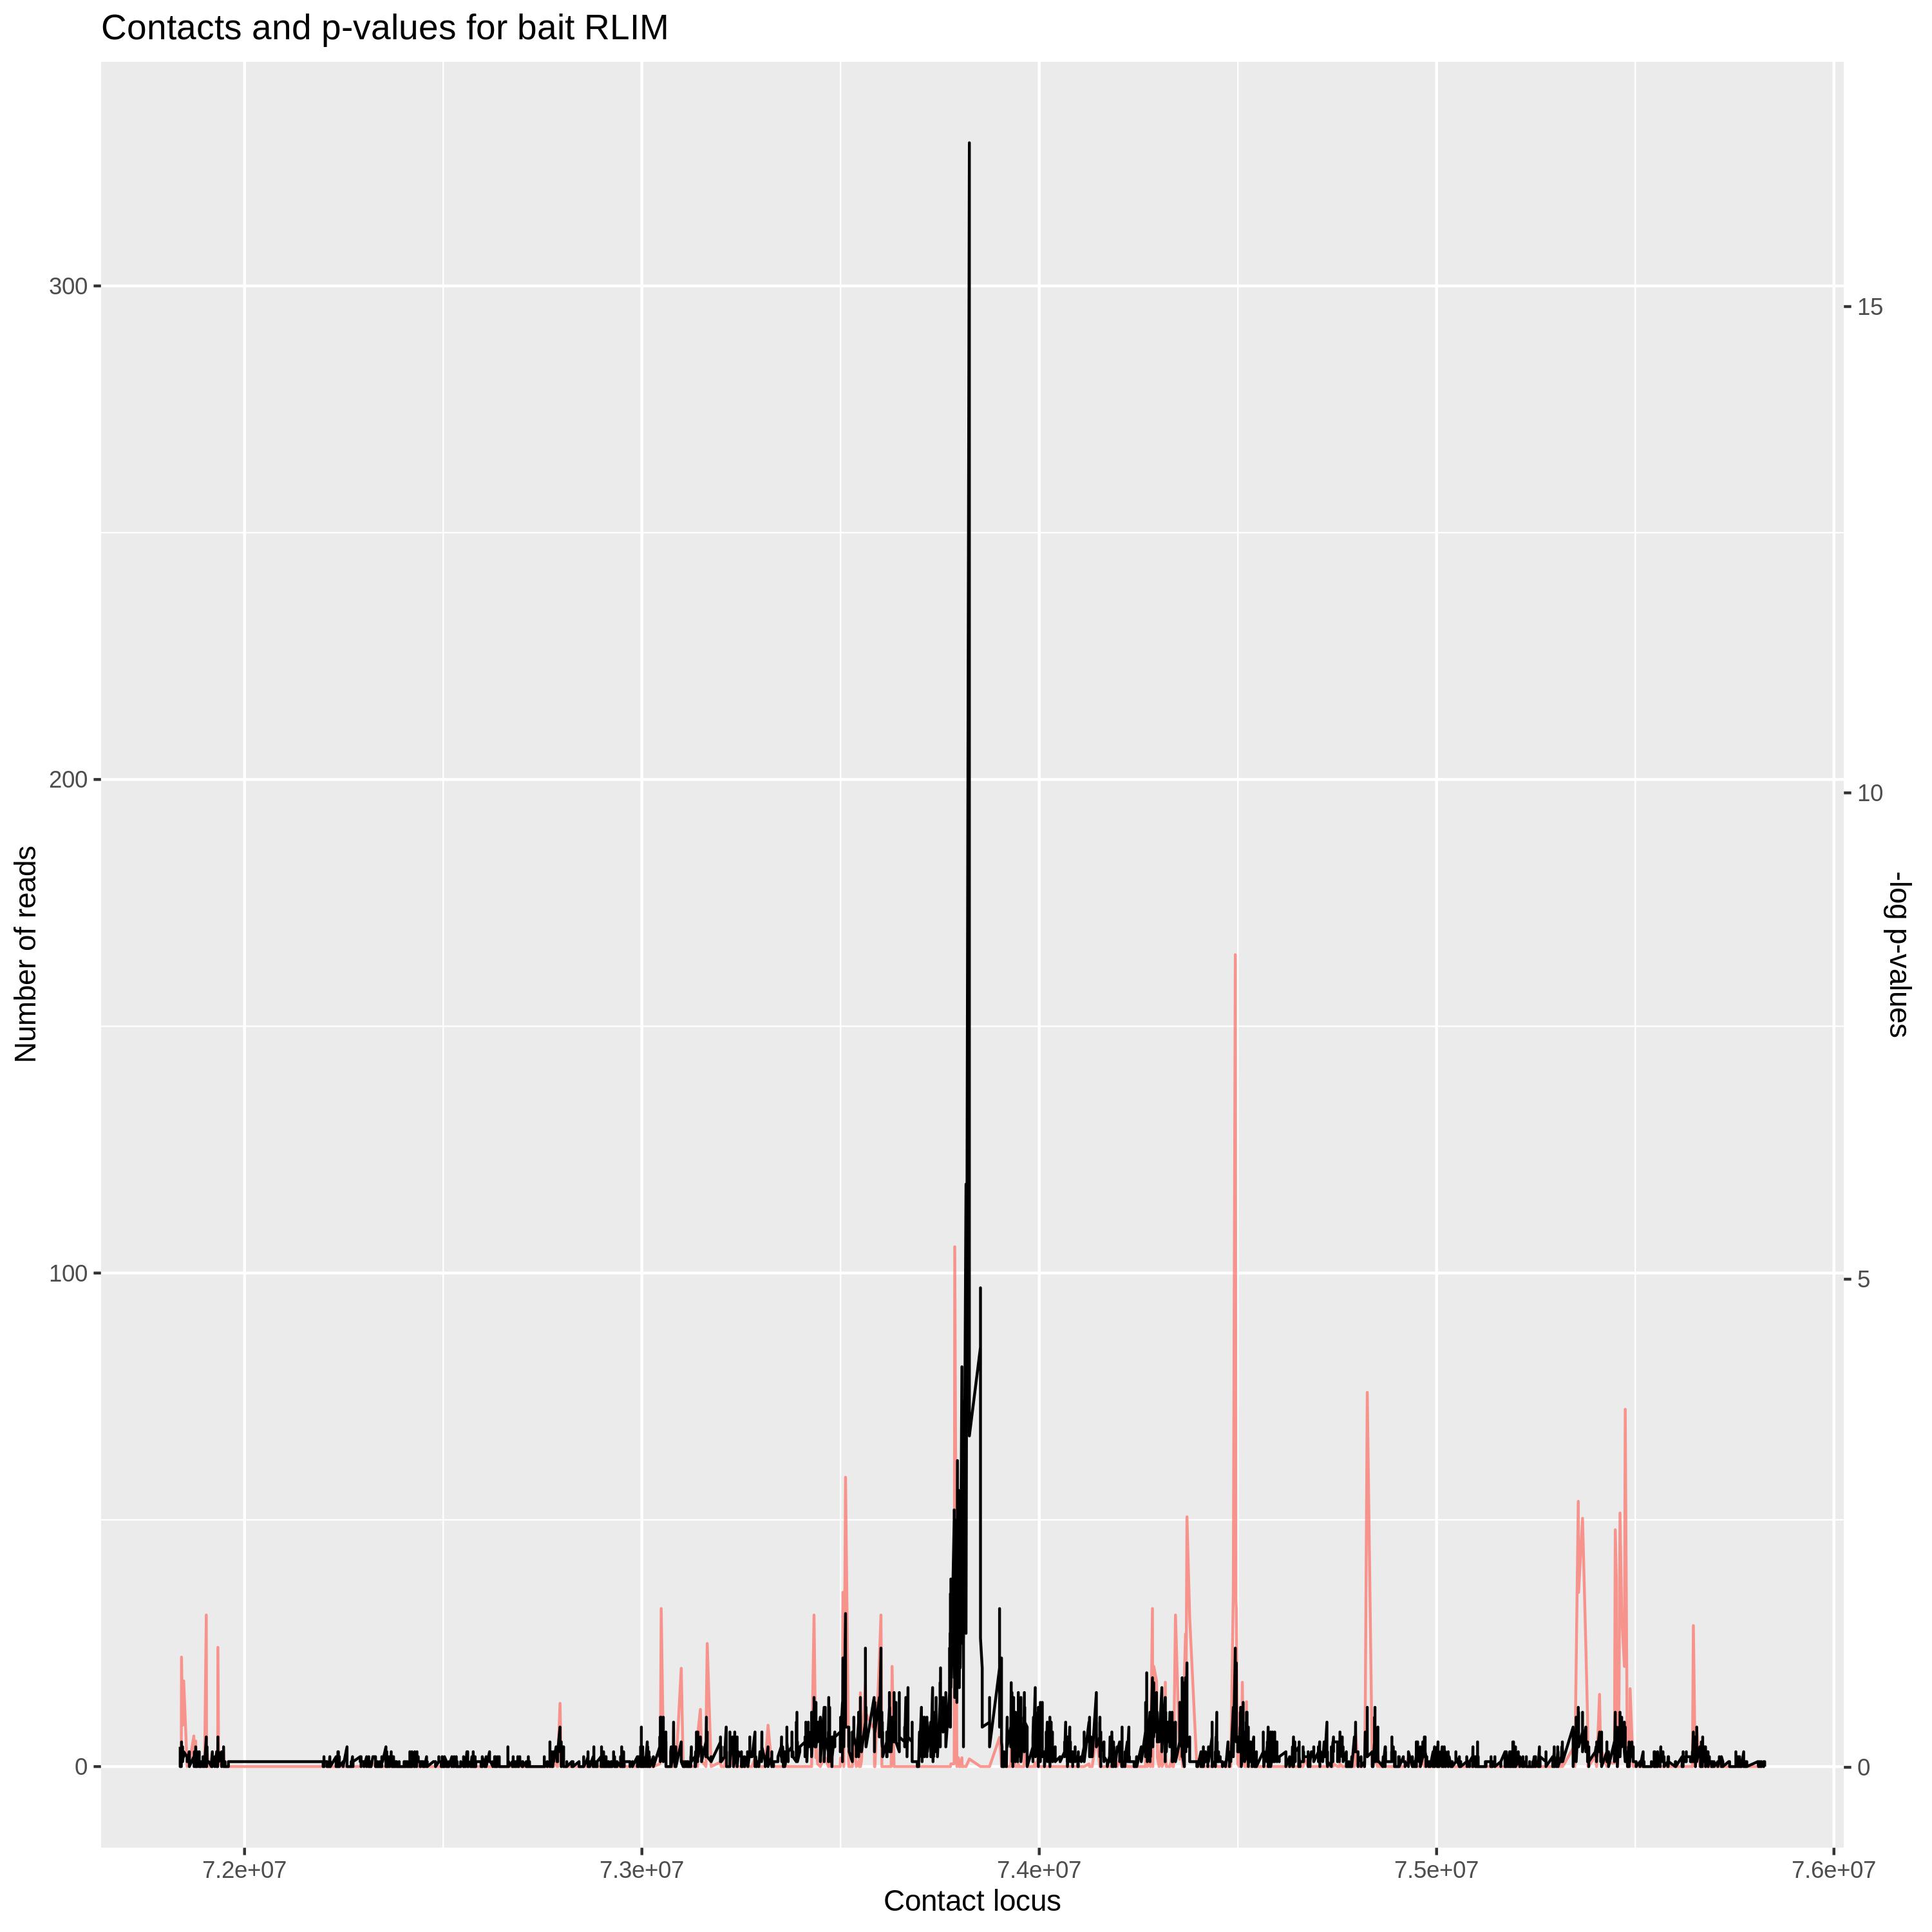 Contacts and p-values for bait RLIM
300
200
100
0
Number of reads
15
10
5
0
-log p-values
7.2e+07 7.3e+07 7.4e+07 7.5e+07 7.6e+07
Contact locus